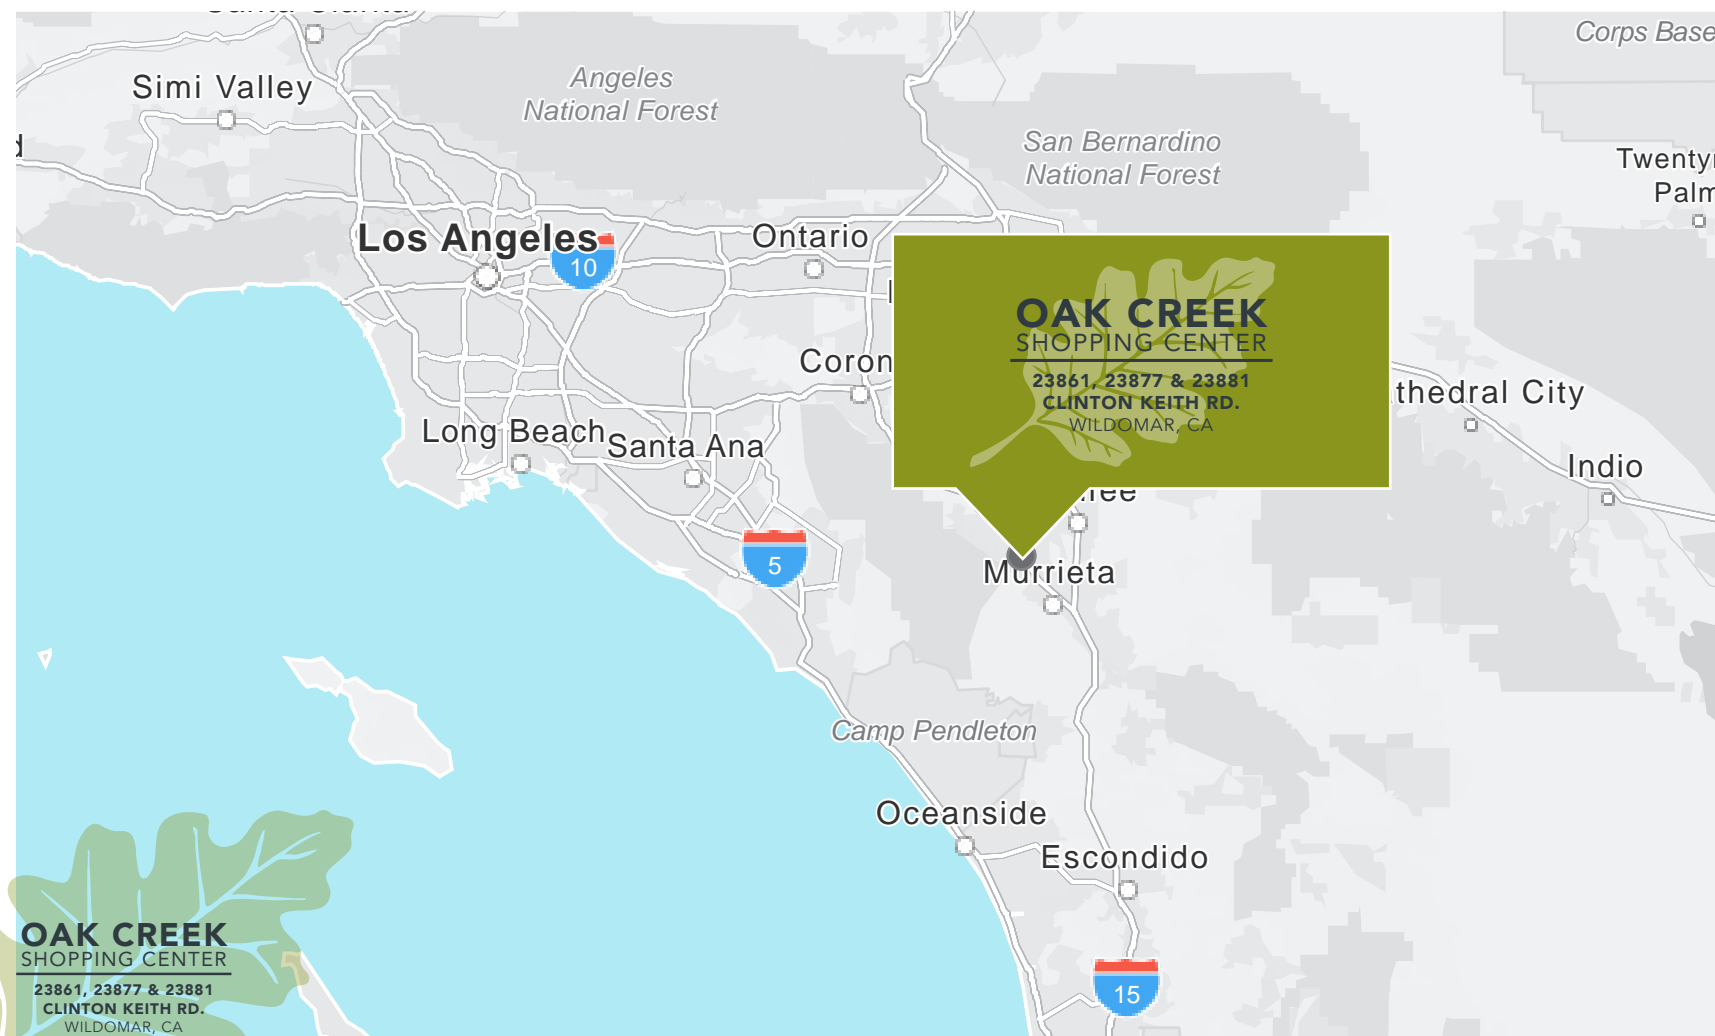 Corps Base
Angeles
National Forest
Simi Valley
San Bernardino
National Forest
Los Angeles
10
Ontario
OAK CREEK
SHOPPING CENTER
23861, 23877 & 23881
CLINTON KEITH RD.
WILDOMAR, CA
Coron
thedral City
Long Beach
Santa Ana
Indio
5
Murrieta
Camp Pendleton
Oceanside
Escondido
OAK CREEK
SHOPPING CENTER
23861, 23877 & 23881
CLINTON KEITH RD.
WILDOMAR, CA
15